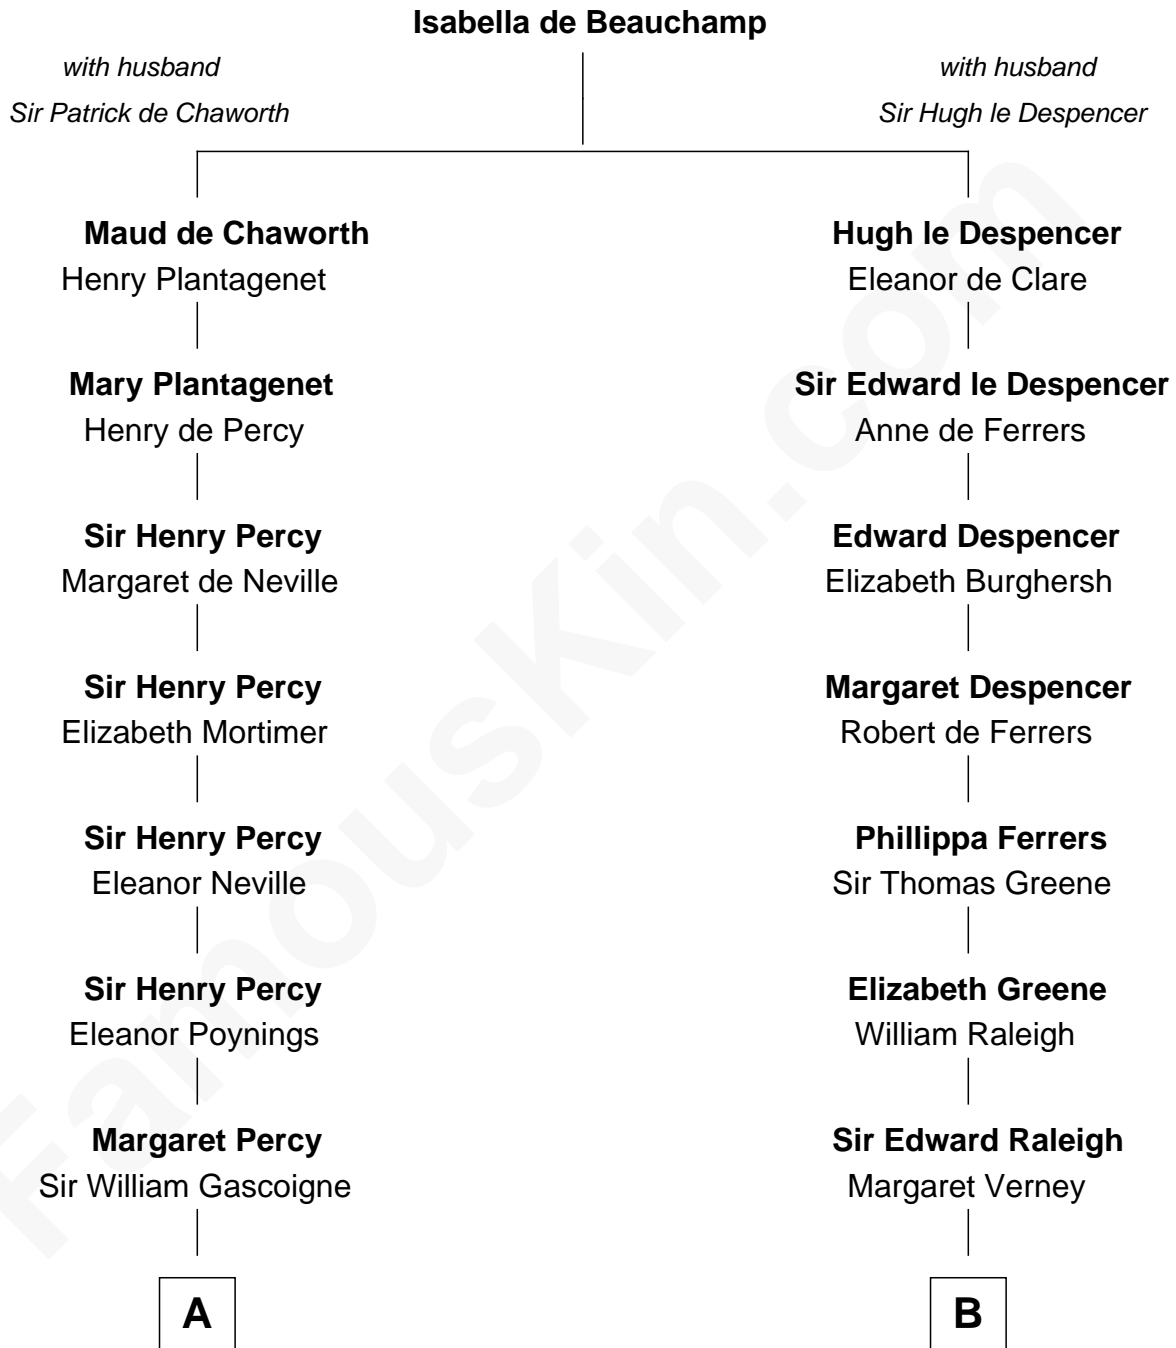 Isabella de Beauchamp
with husband
Sir Patrick de Chaworth
with husband
Sir Hugh le Despencer
Maud de Chaworth
Henry Plantagenet
Mary Plantagenet
Henry de Percy
Sir Henry Percy
Margaret de Neville
Sir Henry Percy
Elizabeth Mortimer
Sir Henry Percy
Eleanor Neville
Sir Henry Percy
Eleanor Poynings
Margaret Percy
Sir William Gascoigne
A
Hugh le Despencer
Eleanor de Clare
Sir Edward le Despencer
Anne de Ferrers
Edward Despencer
Elizabeth Burghersh
Margaret Despencer
Robert de Ferrers
Phillippa Ferrers
Sir Thomas Greene
Elizabeth Greene
William Raleigh
Sir Edward Raleigh
Margaret Verney
B
FamousKin.com